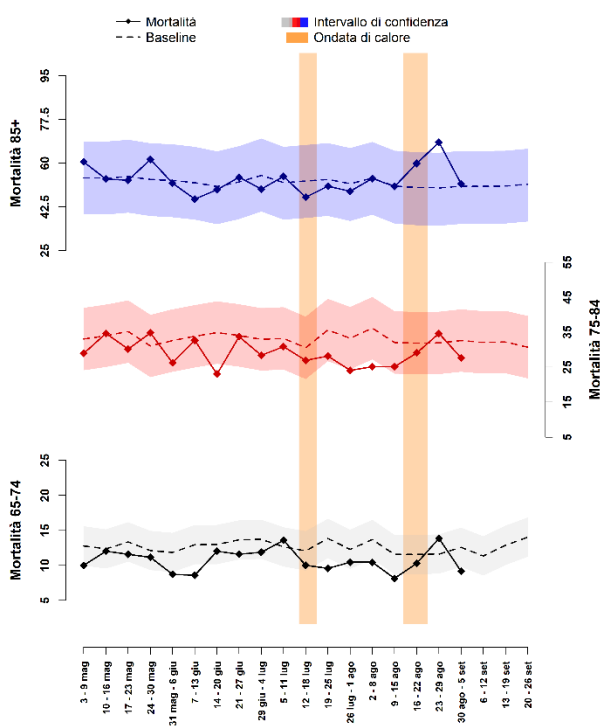 Mortalità
Baseline
Intervallo di confidenza
Ondata di calore
Mortalità 85+
95
77.5
60
42.5
25
Mortalità 75-84
55
45
35
25
15
5
Mortalità 65-74
25
20
15
10
5
3 - 9 mag
10 - 16 mag
17 - 23 mag
24 - 30 mag
31 mag - 6 giu
7 - 13 giu
14 - 20 giu
21 - 27 giu
29 giu - 4 lug
5 - 11 lug
12 - 18 lug
19 - 25 lug
26 lug - 1 ago
2 - 8 ago
9 - 15 ago
16 - 22 ago
23 - 29 ago
30 ago - 5 set
6 - 12 set
13 - 19 set
20 - 26 set